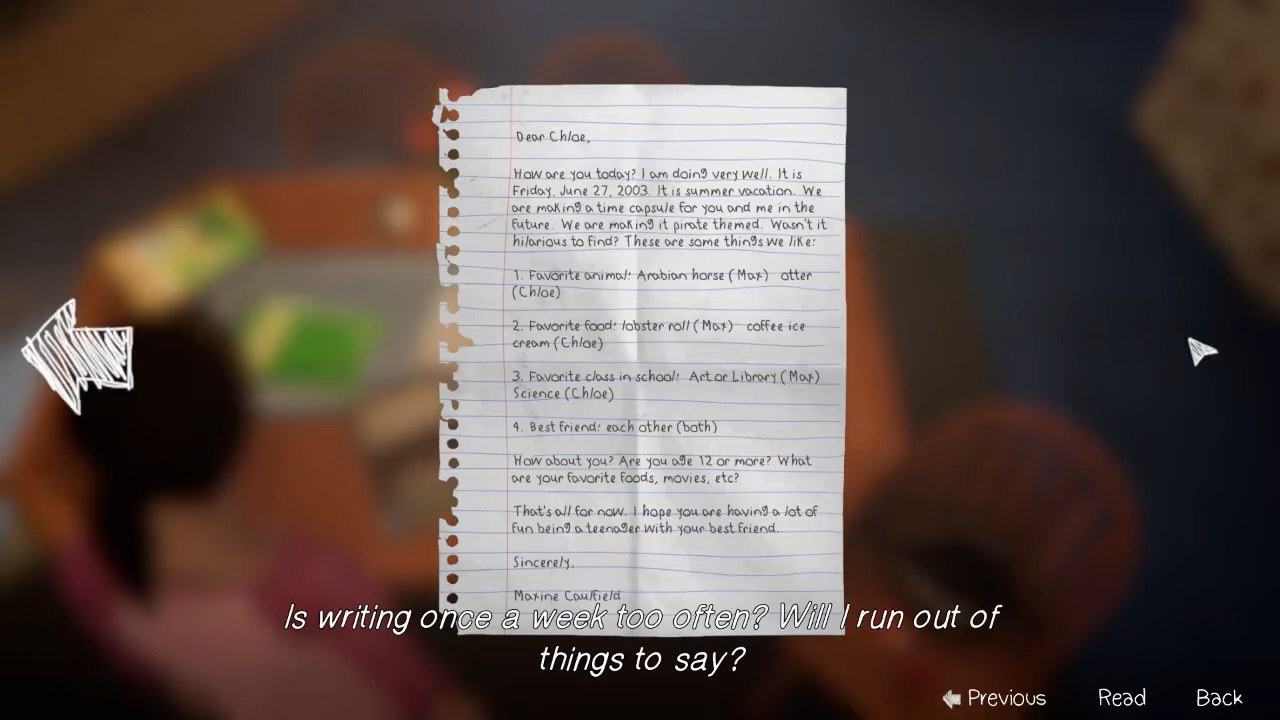 Dear Chloe,
How are you today? I am doing very well. It is
Friday, June 27, 2003. It is summer vacation. We
are making a time capsule for you and me in the
future. We are making it pirate themed. Wasn't it
hilarious to find? These are some things we like:
1. Favorite animal: Arabian horse (Max) otter
(Chloe)
2. Favorite food: lobster roll (Max) coffee ice
cream (Chloe)
3. Favorite class in school: Art or Library (Max)
Science (Chloe)
4. Best friend: each other (both)
How about you? Are you age 12 or more? What
are your favorite foods, movies, etc?
That's all for now. I hope you are having a lot of
fun being a teenager with your best friend.
Sincerely,
Maxine Caulfield
Is writing once a week too often? Will I run out of
things to say?
Previous Read Back